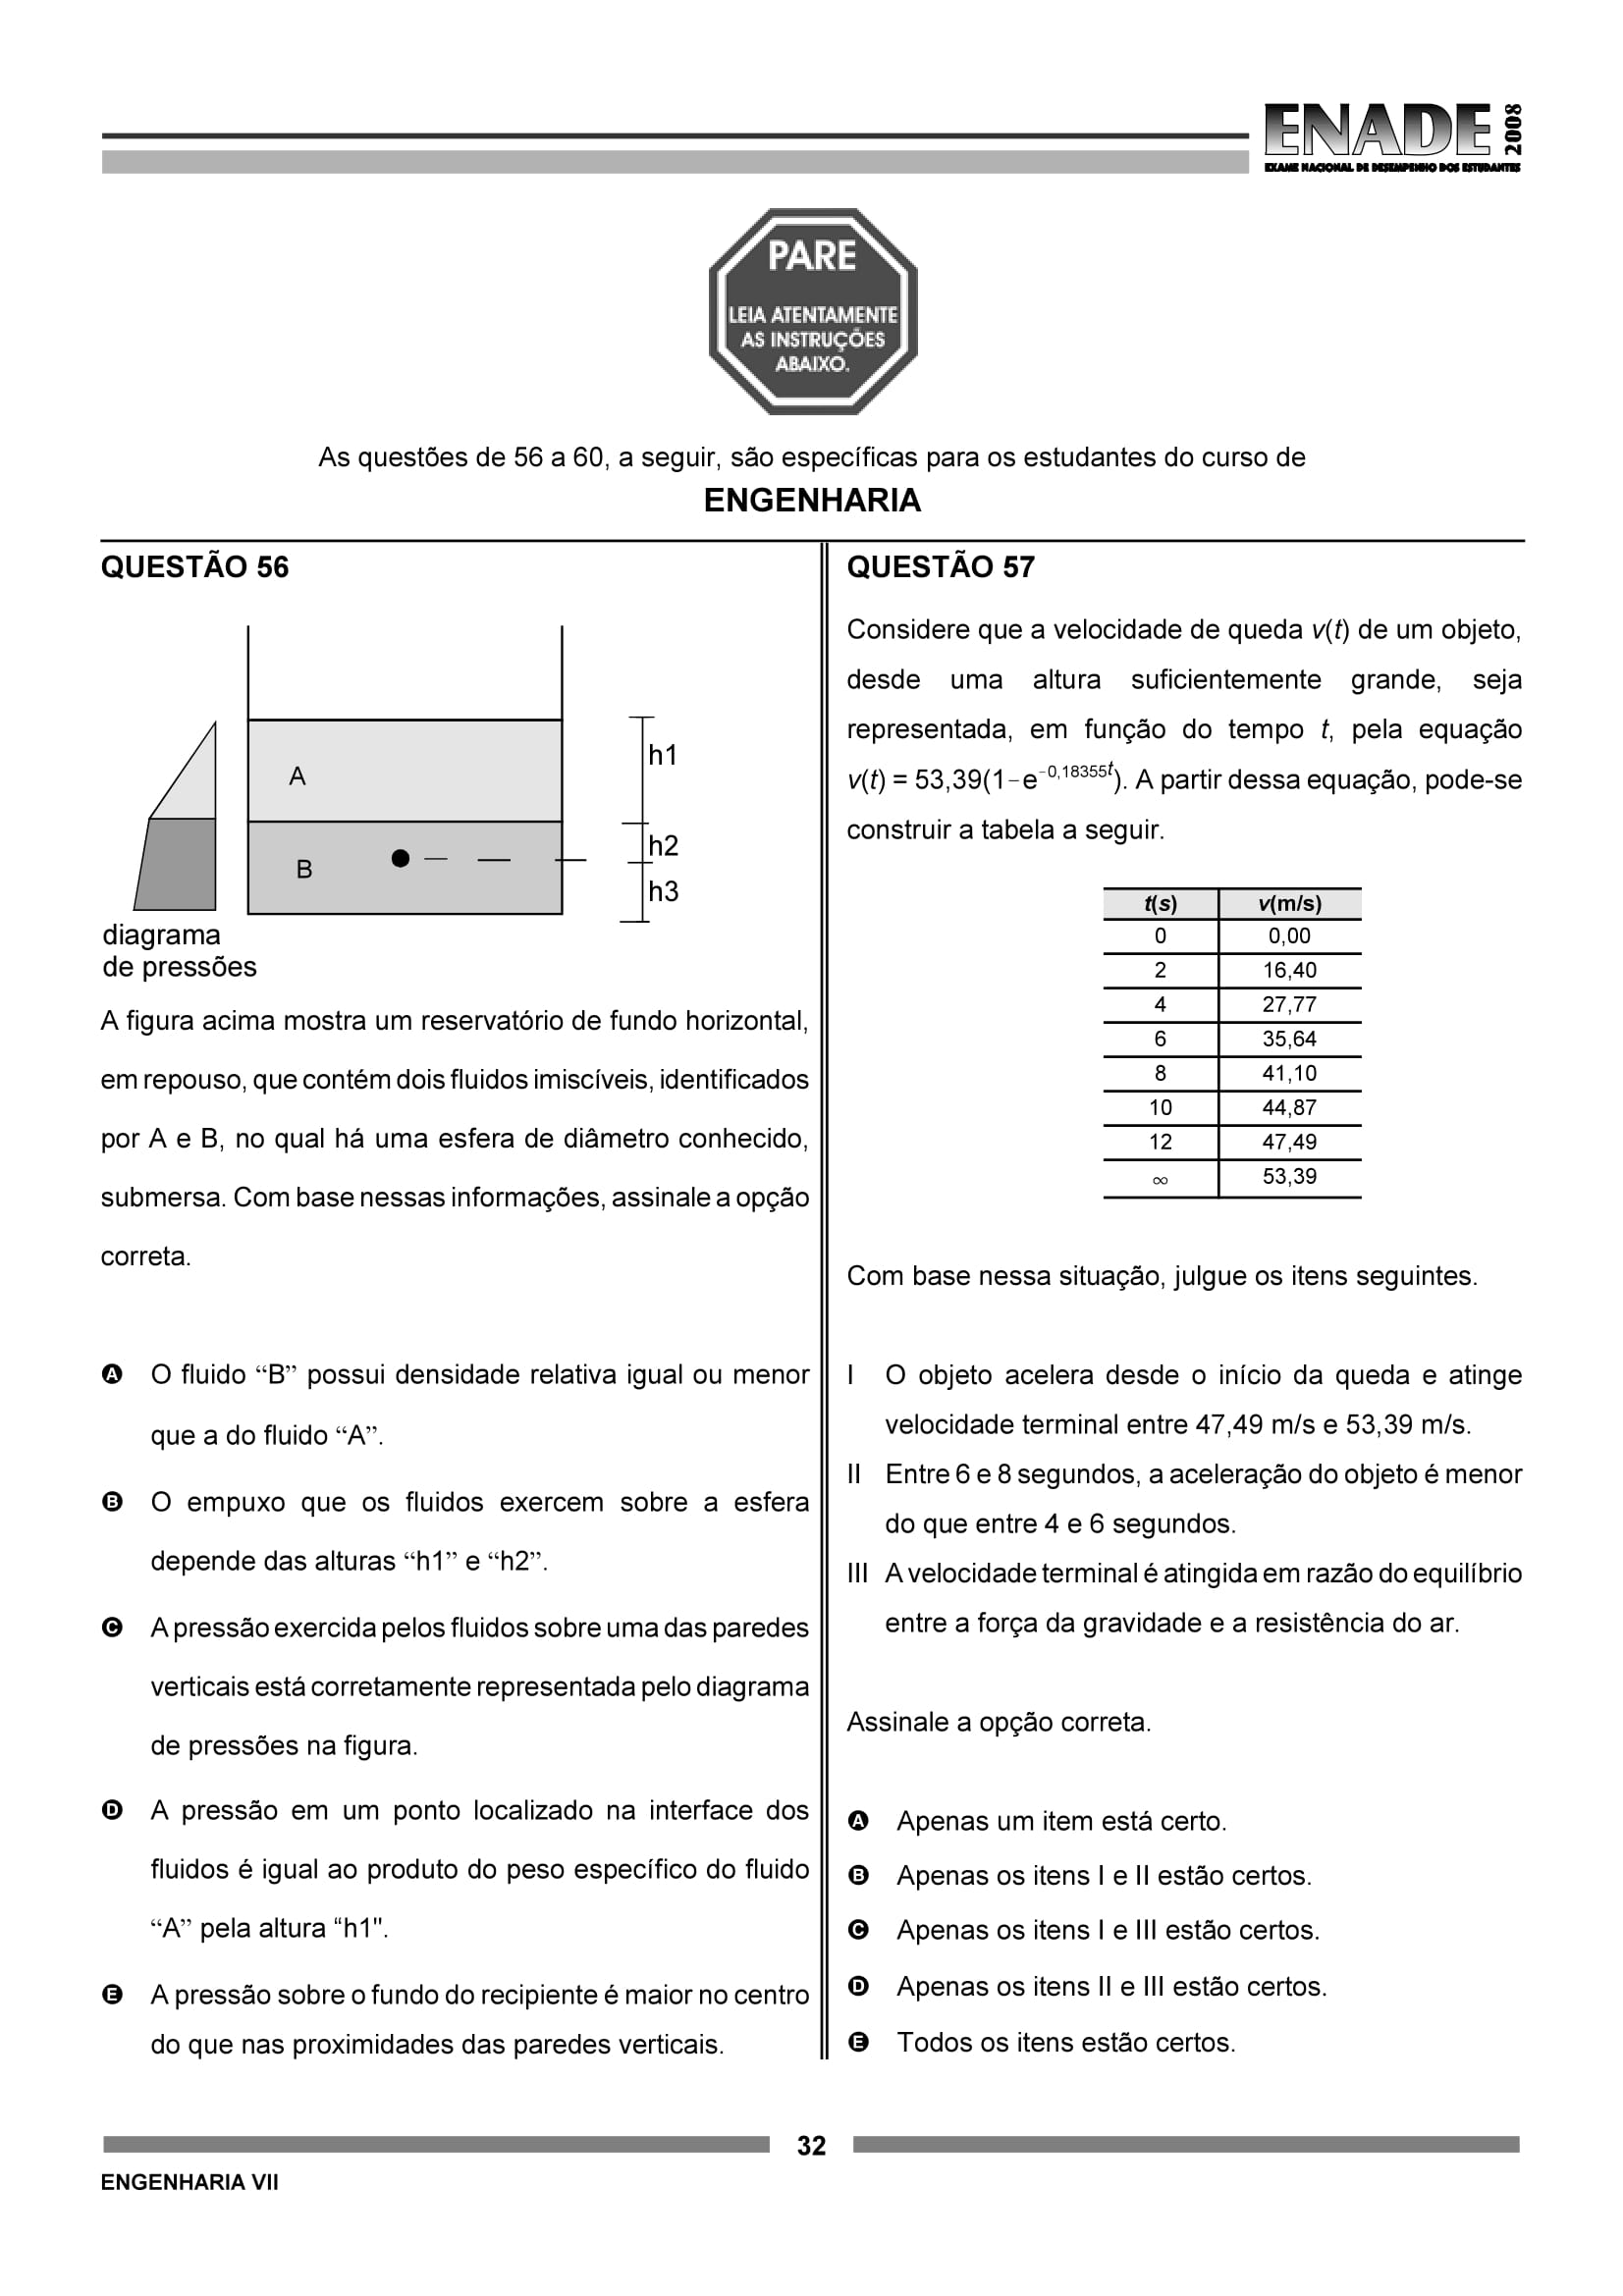 ENADE
2008
EXAME NACIONAL DE DESEMPENHO DOS ESTUDANTES
PARE
LEIA ATENTAMENTE
AS INSTRUÇÕES
ABAIXO.
As questões de 56 a 60, a seguir, são específicas para os estudantes do curso de
ENGENHARIA
QUESTÃO 56
A
B
h1
h2
h3
diagrama
de pressões
A figura acima mostra um reservatório de fundo horizontal,
em repouso, que contém dois fluidos imiscíveis, identificados
por A e B, no qual há uma esfera de diâmetro conhecido,
submersa. Com base nessas informações, assinale a opção
correta.
A O fluido “B” possui densidade relativa igual ou menor
que a do fluido “A”.
B O empuxo que os fluidos exercem sobre a esfera
depende das alturas “h1” e “h2”.
C A pressão exercida pelos fluidos sobre uma das paredes
verticais está corretamente representada pelo diagrama
de pressões na figura.
D A pressão em um ponto localizado na interface dos
fluidos é igual ao produto do peso específico do fluido
“A” pela altura “h1".
E A pressão sobre o fundo do recipiente é maior no centro
do que nas proximidades das paredes verticais.
QUESTÃO 57
Considere que a velocidade de queda v(t) de um objeto,
desde uma altura suficientemente grande, seja
representada, em função do tempo t, pela equação
v(t) = 53,39(1−e^−0,18355t). A partir dessa equação, pode-se
construir a tabela a seguir.
t(s) v(m/s)
0 0,00
2 16,40
4 27,77
6 35,64
8 41,10
10 44,87
12 47,49
∞ 53,39
Com base nessa situação, julgue os itens seguintes.
I O objeto acelera desde o início da queda e atinge
velocidade terminal entre 47,49 m/s e 53,39 m/s.
II Entre 6 e 8 segundos, a aceleração do objeto é menor
do que entre 4 e 6 segundos.
III A velocidade terminal é atingida em razão do equilíbrio
entre a força da gravidade e a resistência do ar.
Assinale a opção correta.
A Apenas um item está certo.
B Apenas os itens I e II estão certos.
C Apenas os itens I e III estão certos.
D Apenas os itens II e III estão certos.
E Todos os itens estão certos.
32
ENGENHARIA VII